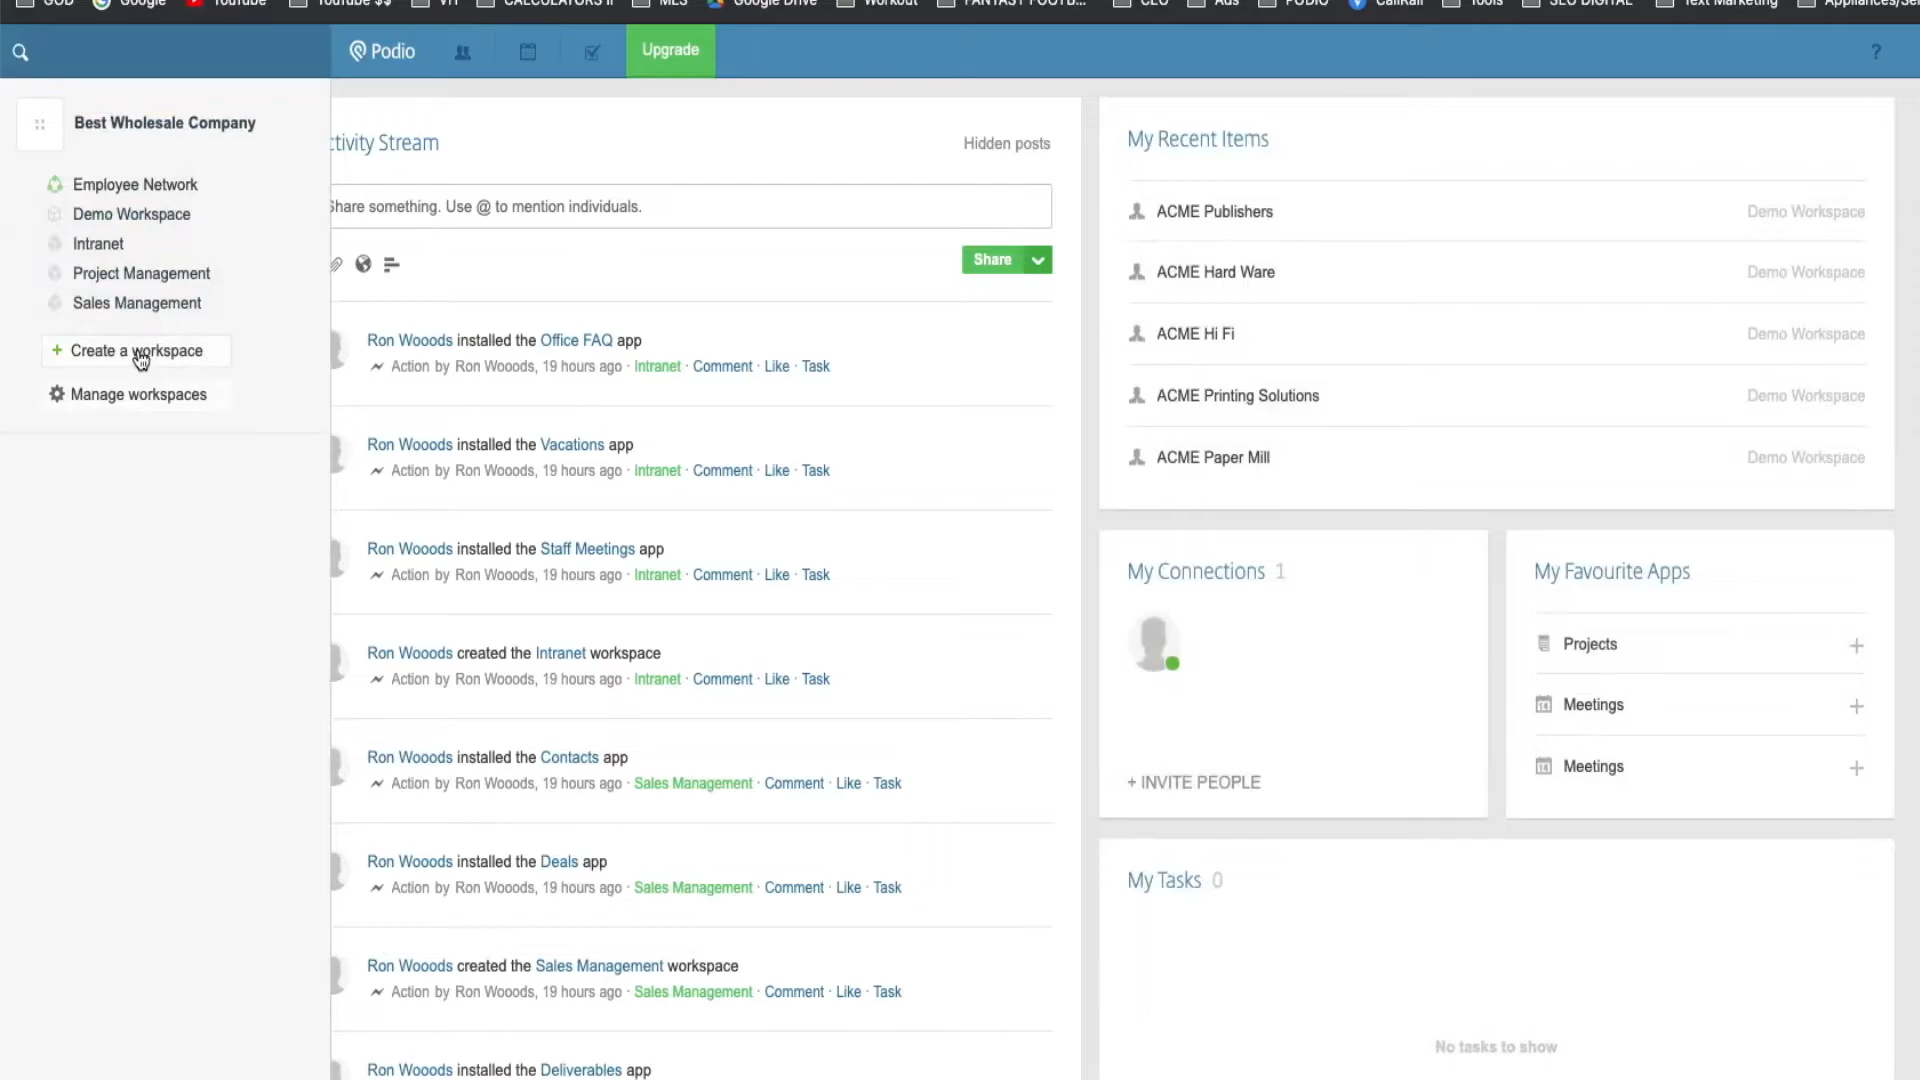 GOD Google YouTube YouTube $$ VIT CALCULATORS II MLS Google Drive Workout FANTASY FOOTB... CEO Ads PODIO CallRail Tools SEO DIGITAL Text Marketing Appliances/Se
Podio
Upgrade
?
Best Wholesale Company
Employee Network
Demo Workspace
Intranet
Project Management
Sales Management
+ Create a workspace
Manage workspaces
ctivity Stream
Hidden posts
Share something. Use @ to mention individuals.
Share
Ron Wooods installed the Office FAQ app
Action by Ron Wooods, 19 hours ago · Intranet · Comment · Like · Task
Ron Wooods installed the Vacations app
Action by Ron Wooods, 19 hours ago · Intranet · Comment · Like · Task
Ron Wooods installed the Staff Meetings app
Action by Ron Wooods, 19 hours ago · Intranet · Comment · Like · Task
Ron Wooods created the Intranet workspace
Action by Ron Wooods, 19 hours ago · Intranet · Comment · Like · Task
Ron Wooods installed the Contacts app
Action by Ron Wooods, 19 hours ago · Sales Management · Comment · Like · Task
Ron Wooods installed the Deals app
Action by Ron Wooods, 19 hours ago · Sales Management · Comment · Like · Task
Ron Wooods created the Sales Management workspace
Action by Ron Wooods, 19 hours ago · Sales Management · Comment · Like · Task
Ron Wooods installed the Deliverables app
My Recent Items
ACME Publishers Demo Workspace
ACME Hard Ware Demo Workspace
ACME Hi Fi Demo Workspace
ACME Printing Solutions Demo Workspace
ACME Paper Mill Demo Workspace
My Connections 1
+ INVITE PEOPLE
My Favourite Apps
Projects +
14 Meetings +
14 Meetings +
My Tasks 0
No tasks to show